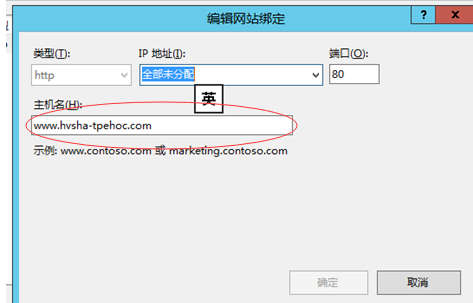 编辑网站绑定
?
类型(T):
IP 地址(I):
端口(O):
http
全部未分配
80
英
主机名(H):
www.hvsha-tpehoc.com
示例: www.contoso.com 或 marketing.contoso.com
确定
取消